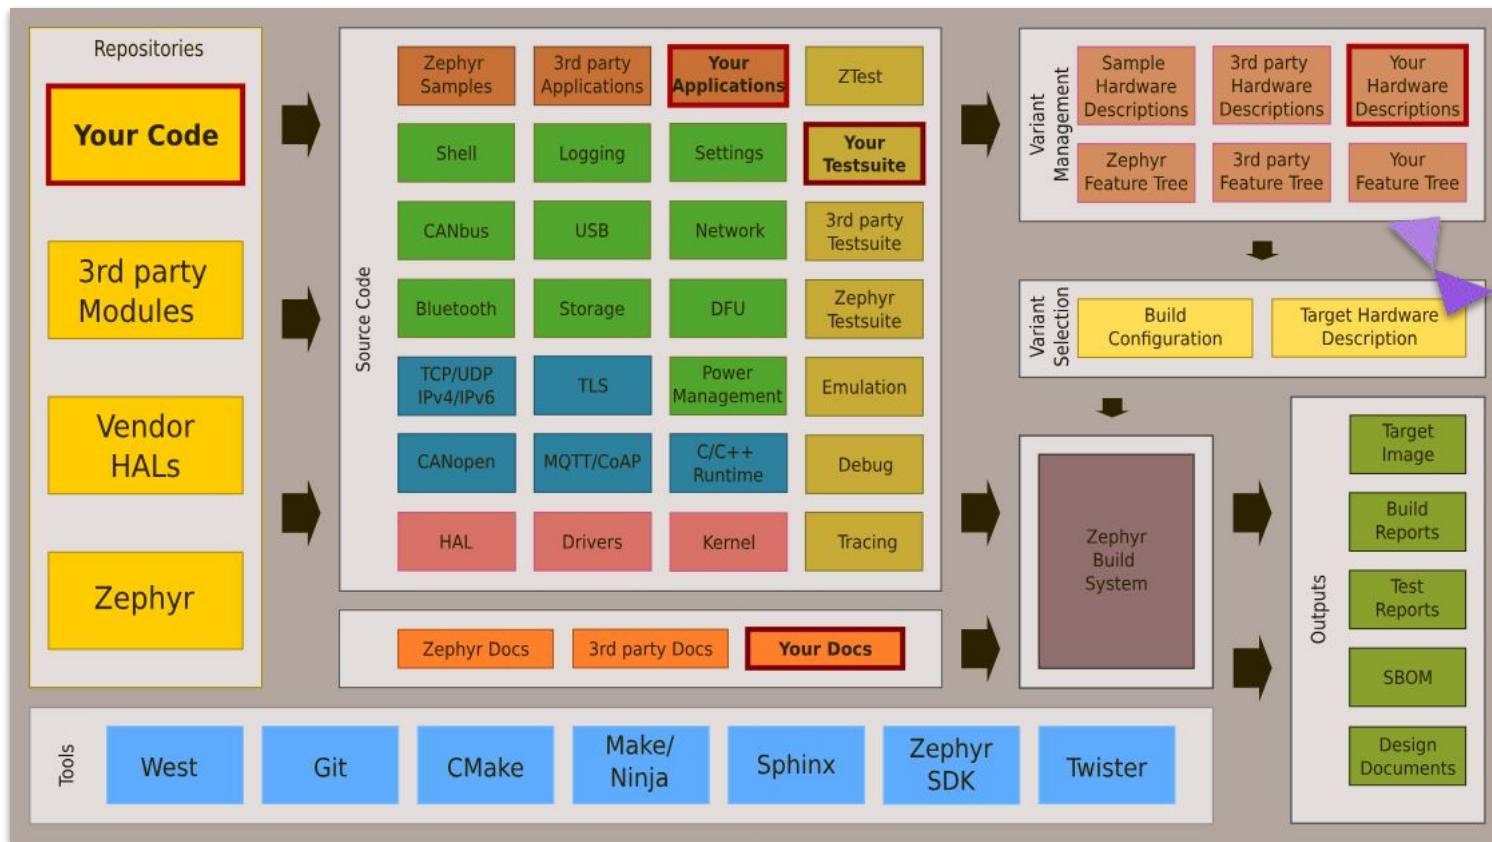 Repositories
Your Code
3rd party
Modules
Vendor
HALs
Zephyr
Source Code
Zephyr
Samples
3rd party
Applications
Your
Applications
ZTest
Shell
Logging
Settings
Your
Testsuite
CANbus
USB
Network
3rd party
Testsuite
Bluetooth
Storage
DFU
Zephyr
Testsuite
TCP/UDP
IPv4/IPv6
TLS
Power
Management
Emulation
CANopen
MQTT/CoAP
C/C++
Runtime
Debug
HAL
Drivers
Kernel
Tracing
Zephyr Docs
3rd party Docs
Your Docs
Variant
Management
Sample
Hardware
Descriptions
3rd party
Hardware
Descriptions
Your
Hardware
Descriptions
Zephyr
Feature Tree
3rd party
Feature Tree
Your
Feature Tree
Variant
Selection
Build
Configuration
Target Hardware
Description
Zephyr
Build
System
Outputs
Target
Image
Build
Reports
Test
Reports
SBOM
Design
Documents
Tools
West
Git
CMake
Make/
Ninja
Sphinx
Zephyr
SDK
Twister